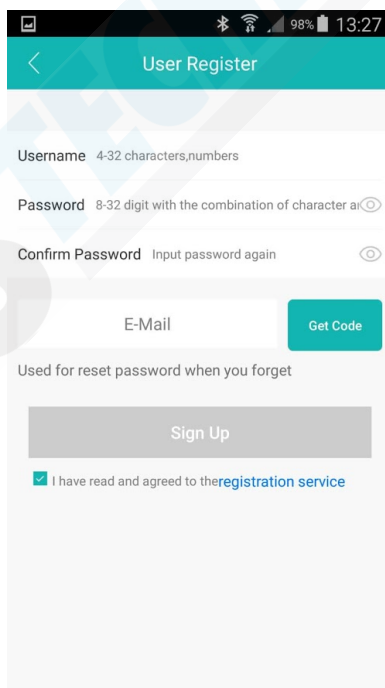 98% 13:27
User Register
Username 4-32 characters,numbers
Password 8-32 digit with the combination of character
Confirm Password Input password again
E-Mail Get Code
Used for reset password when you forget
Sign Up
I have read and agreed to theregistration service